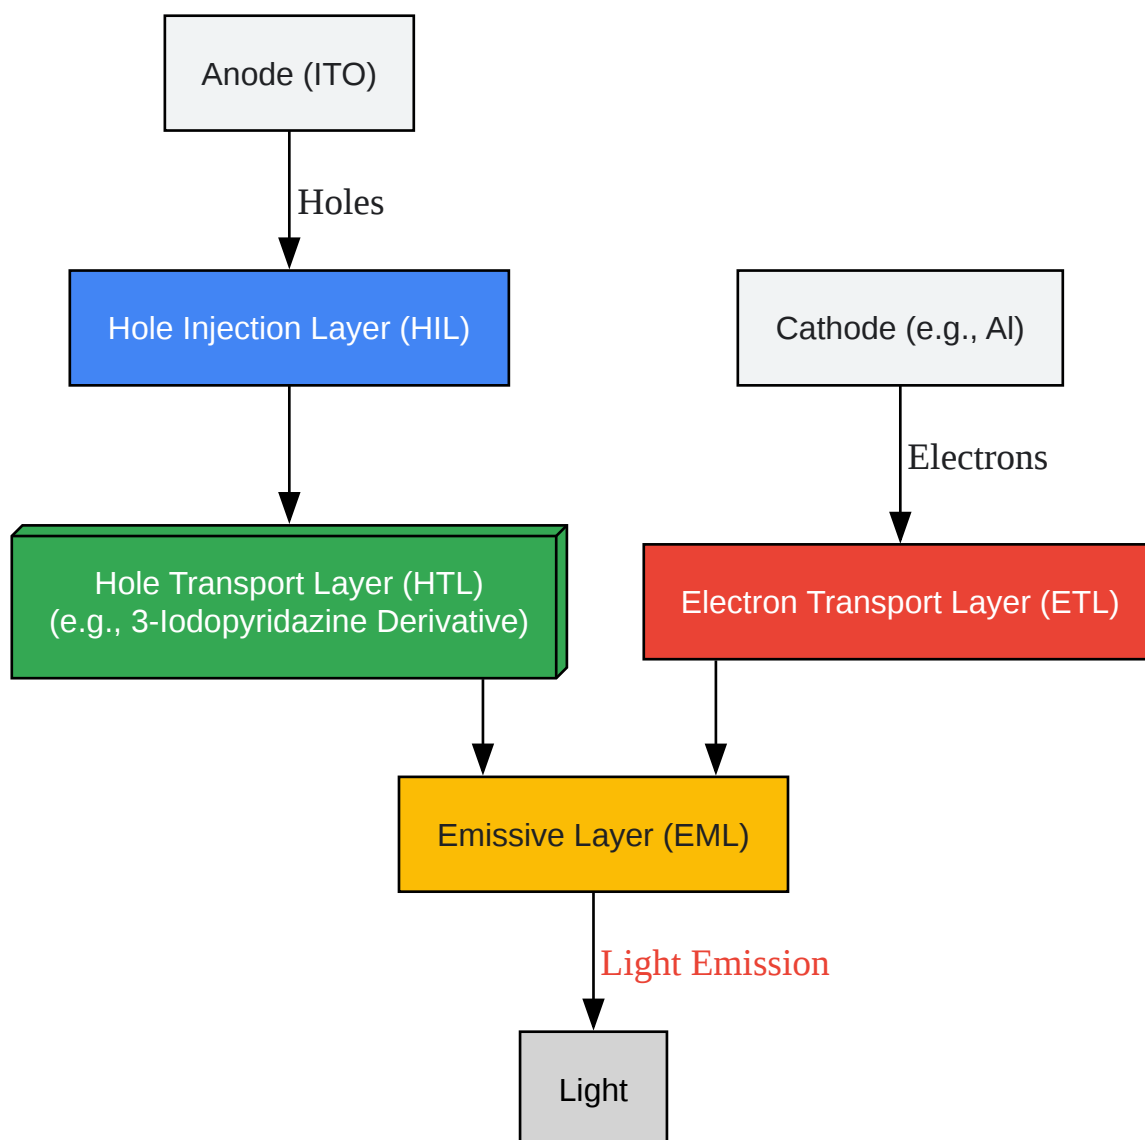 Anode (ITO)
Holes
Hole Injection Layer (HIL)
Cathode (e.g., Al)
Electrons
Hole Transport Layer (HTL)
(e.g., 3-Iodopyridazine Derivative)
Electron Transport Layer (ETL)
Emissive Layer (EML)
Light Emission
Light